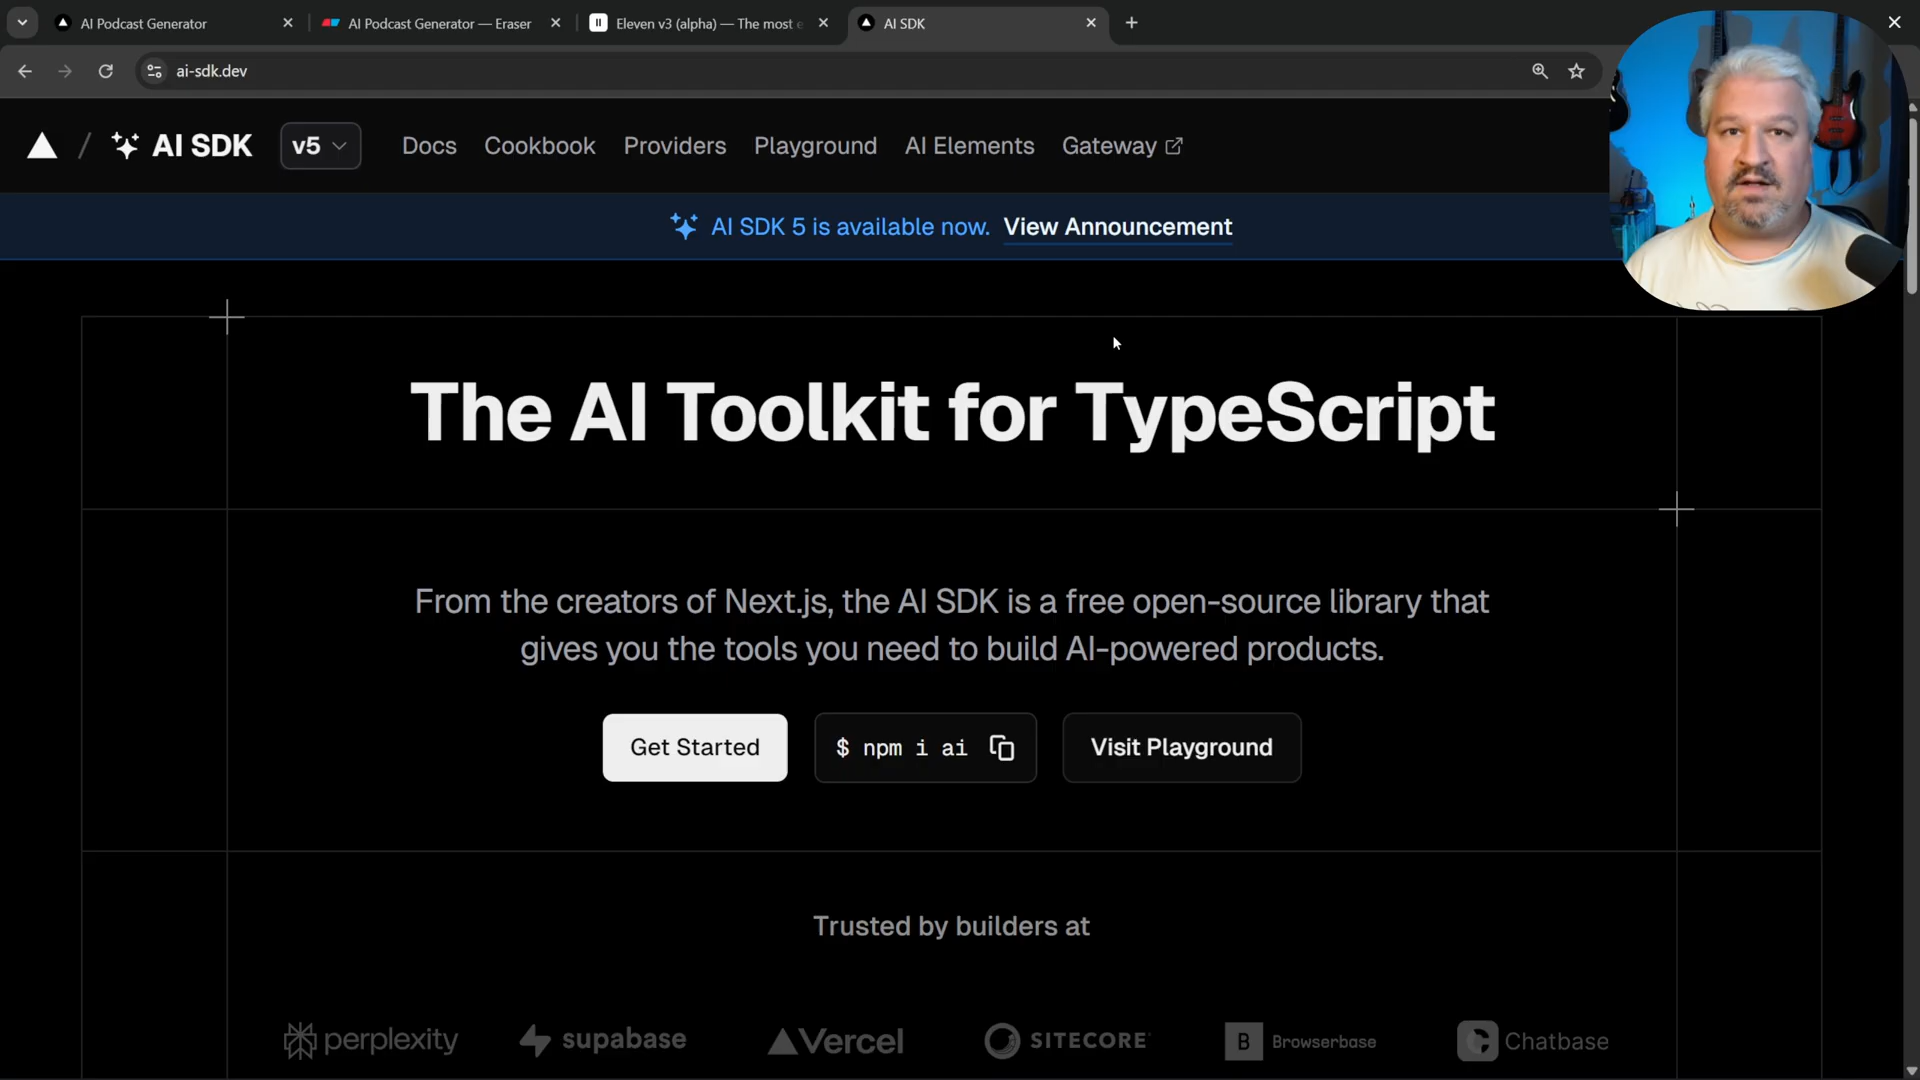 AI Podcast Generator
AI Podcast Generator — Eraser
Eleven v3 (alpha) — The most e
AI SDK
ai-sdk.dev
AI SDK
v5
Docs
Cookbook
Providers
Playground
AI Elements
Gateway
AI SDK 5 is available now. View Announcement
The AI Toolkit for TypeScript
From the creators of Next.js, the AI SDK is a free open-source library that
gives you the tools you need to build AI-powered products.
Get Started
$ npm i ai
Visit Playground
Trusted by builders at
perplexity
supabase
Vercel
SITECORE
B Browserbase
Chatbase